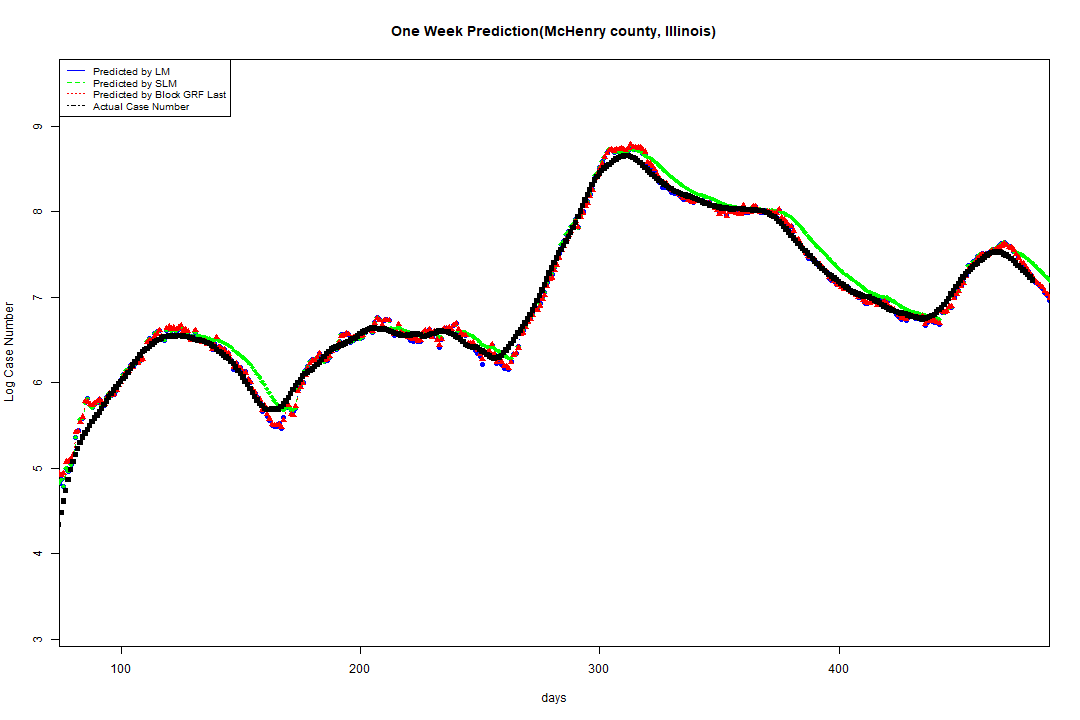 One Week Prediction(McHenry county, Illinois)
Predicted by LM
Predicted by SLM
Predicted by Block GRF Last
Actual Case Number
9
8
7
6
5
4
3
Log Case Number
100 200 300 400
days